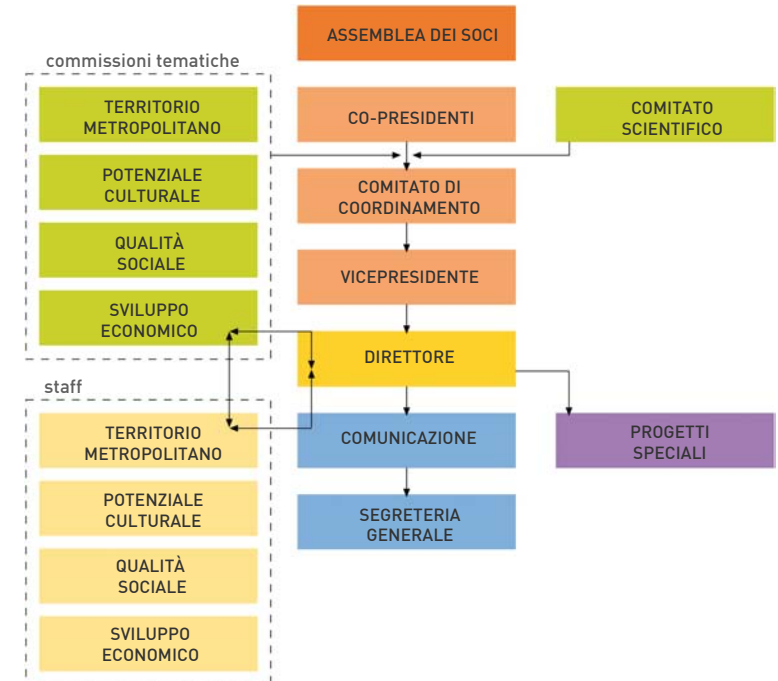 ASSEMBLEA DEI SOCI
commissioni tematiche
TERRITORIO
METROPOLITANO
POTENZIALE
CULTURALE
QUALITÀ
SOCIALE
SVILUPPO
ECONOMICO
CO-PRESIDENTI
COMITATO
SCIENTIFICO
COMITATO DI
COORDINAMENTO
VICEPRESIDENTE
DIRETTORE
staff
TERRITORIO
METROPOLITANO
POTENZIALE
CULTURALE
QUALITÀ
SOCIALE
SVILUPPO
ECONOMICO
COMUNICAZIONE
SEGRETERIA
GENERALE
PROGETTI
SPECIALI